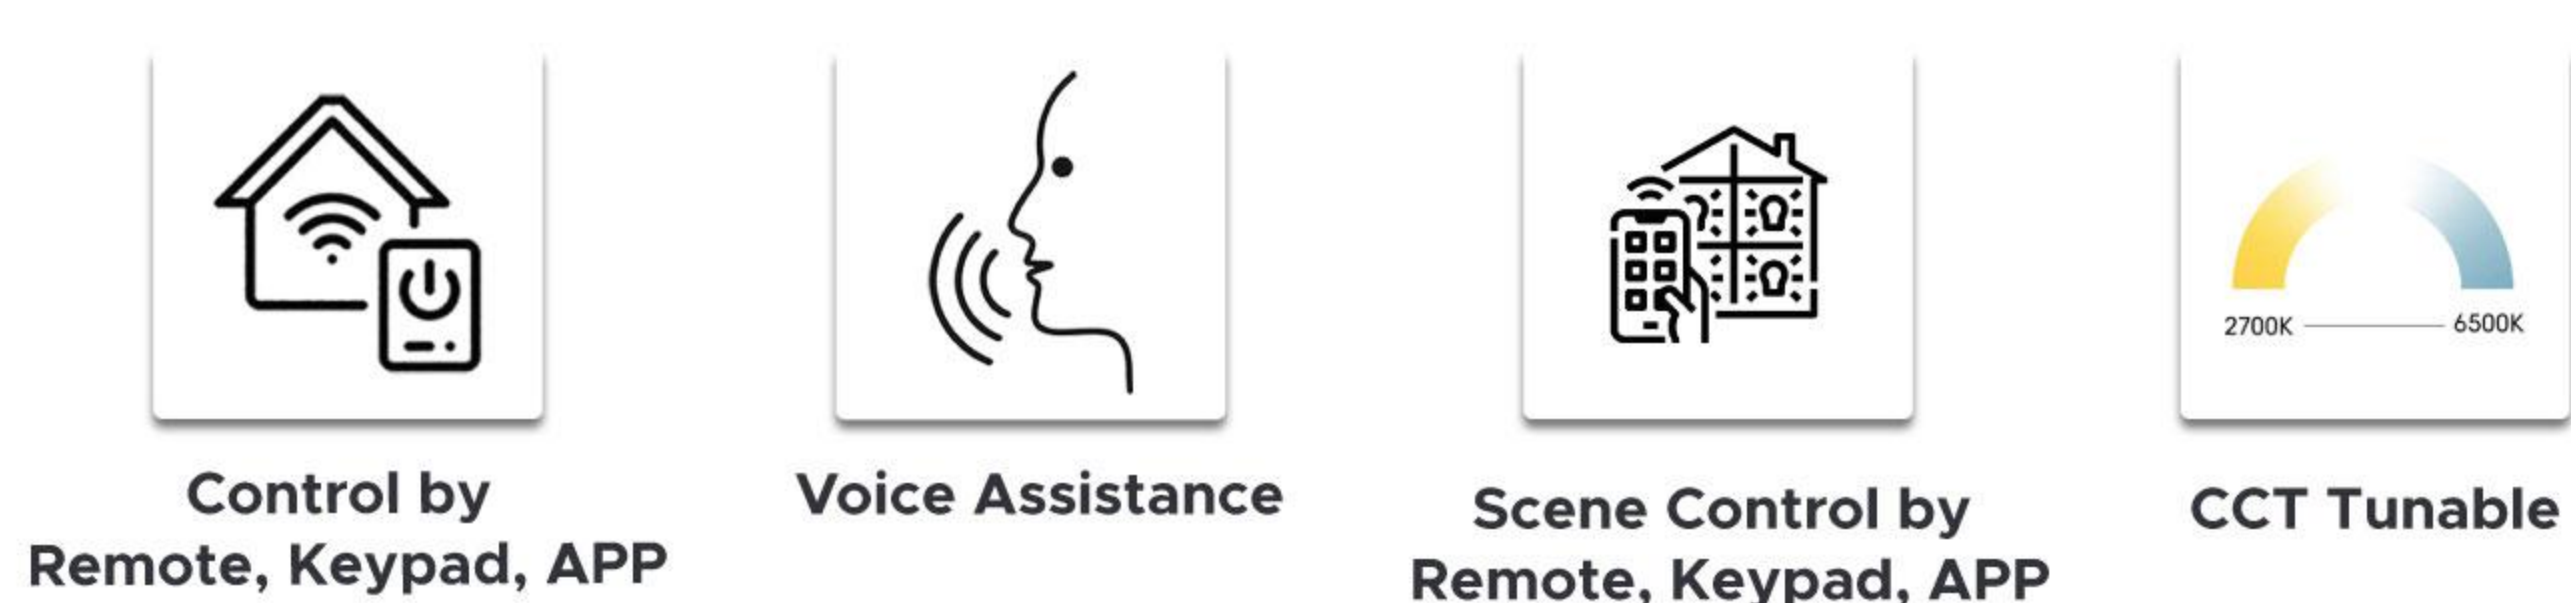 2700K
6500K
Control by
Remote, Keypad, APP
Voice Assistance
Scene Control by
Remote, Keypad, APP
CCT Tunable